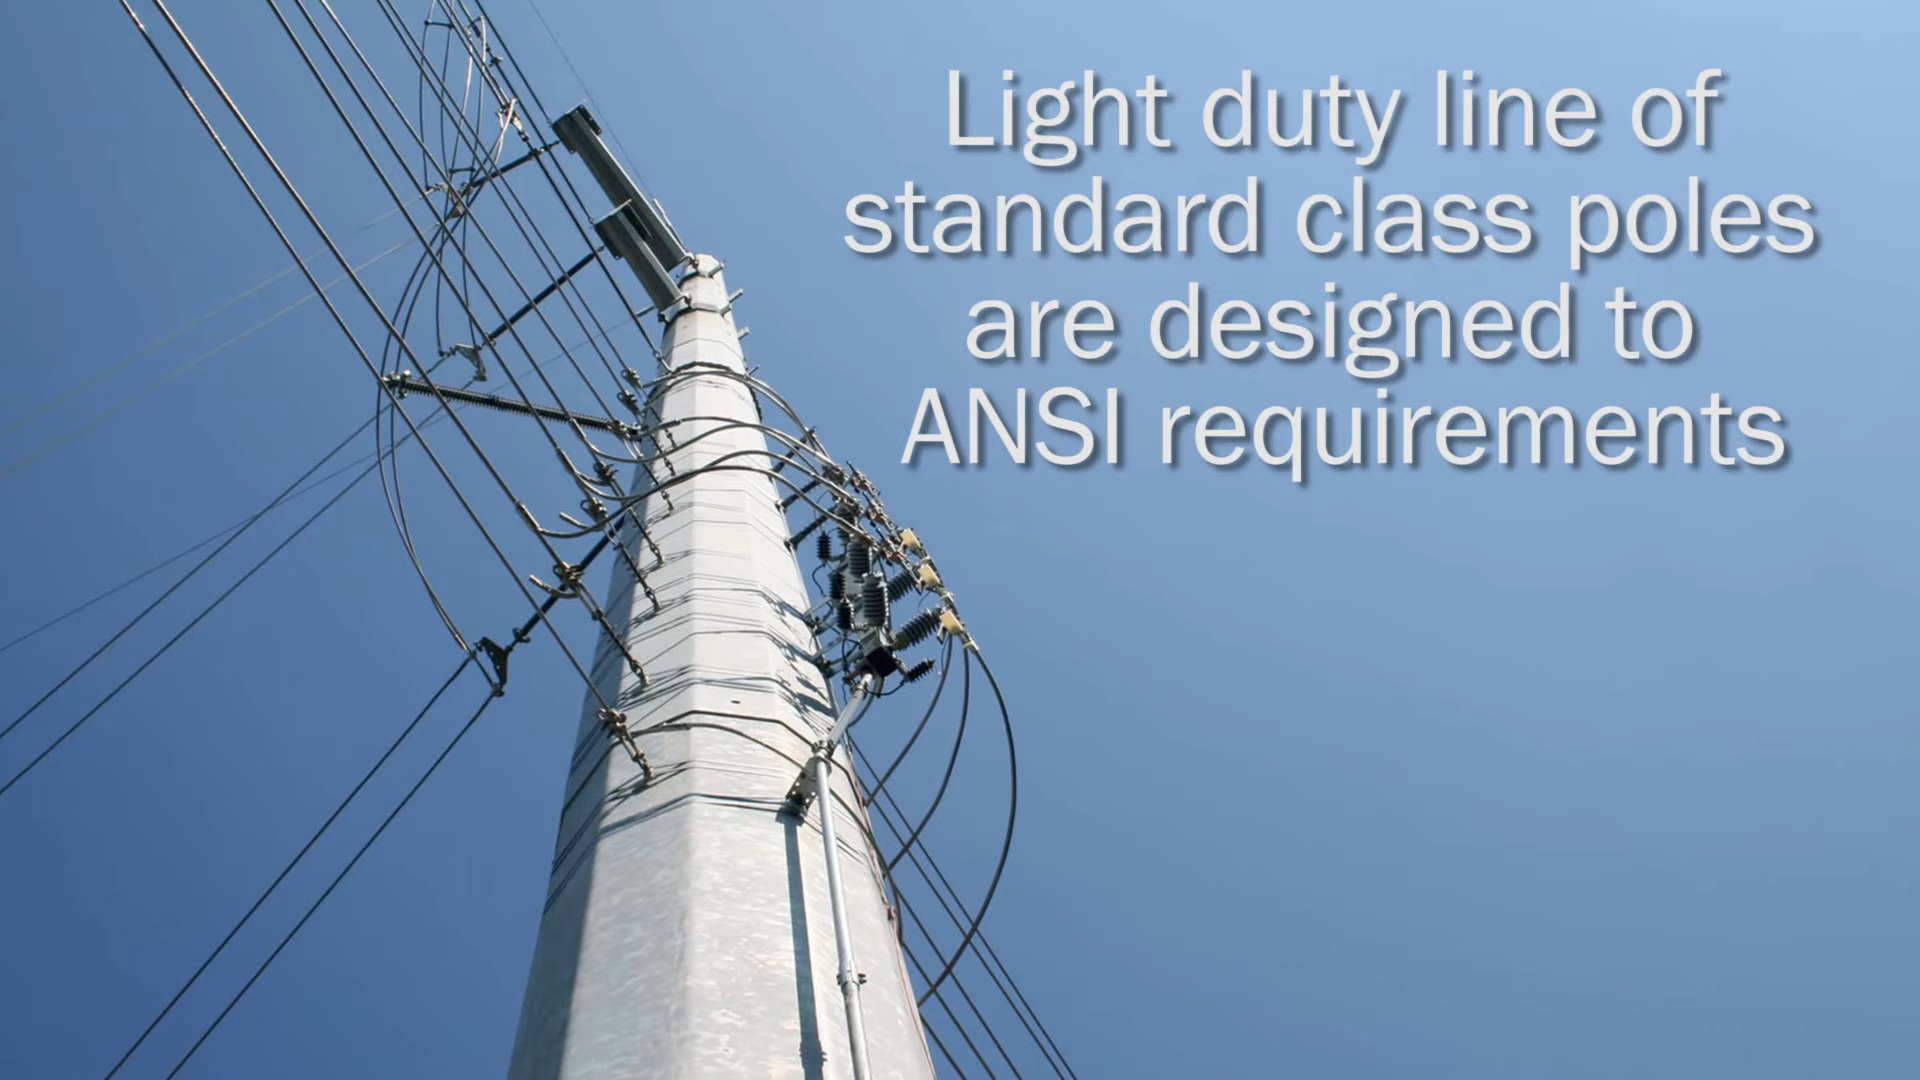 Light duty line of
standard class poles
are designed to
ANSI requirements